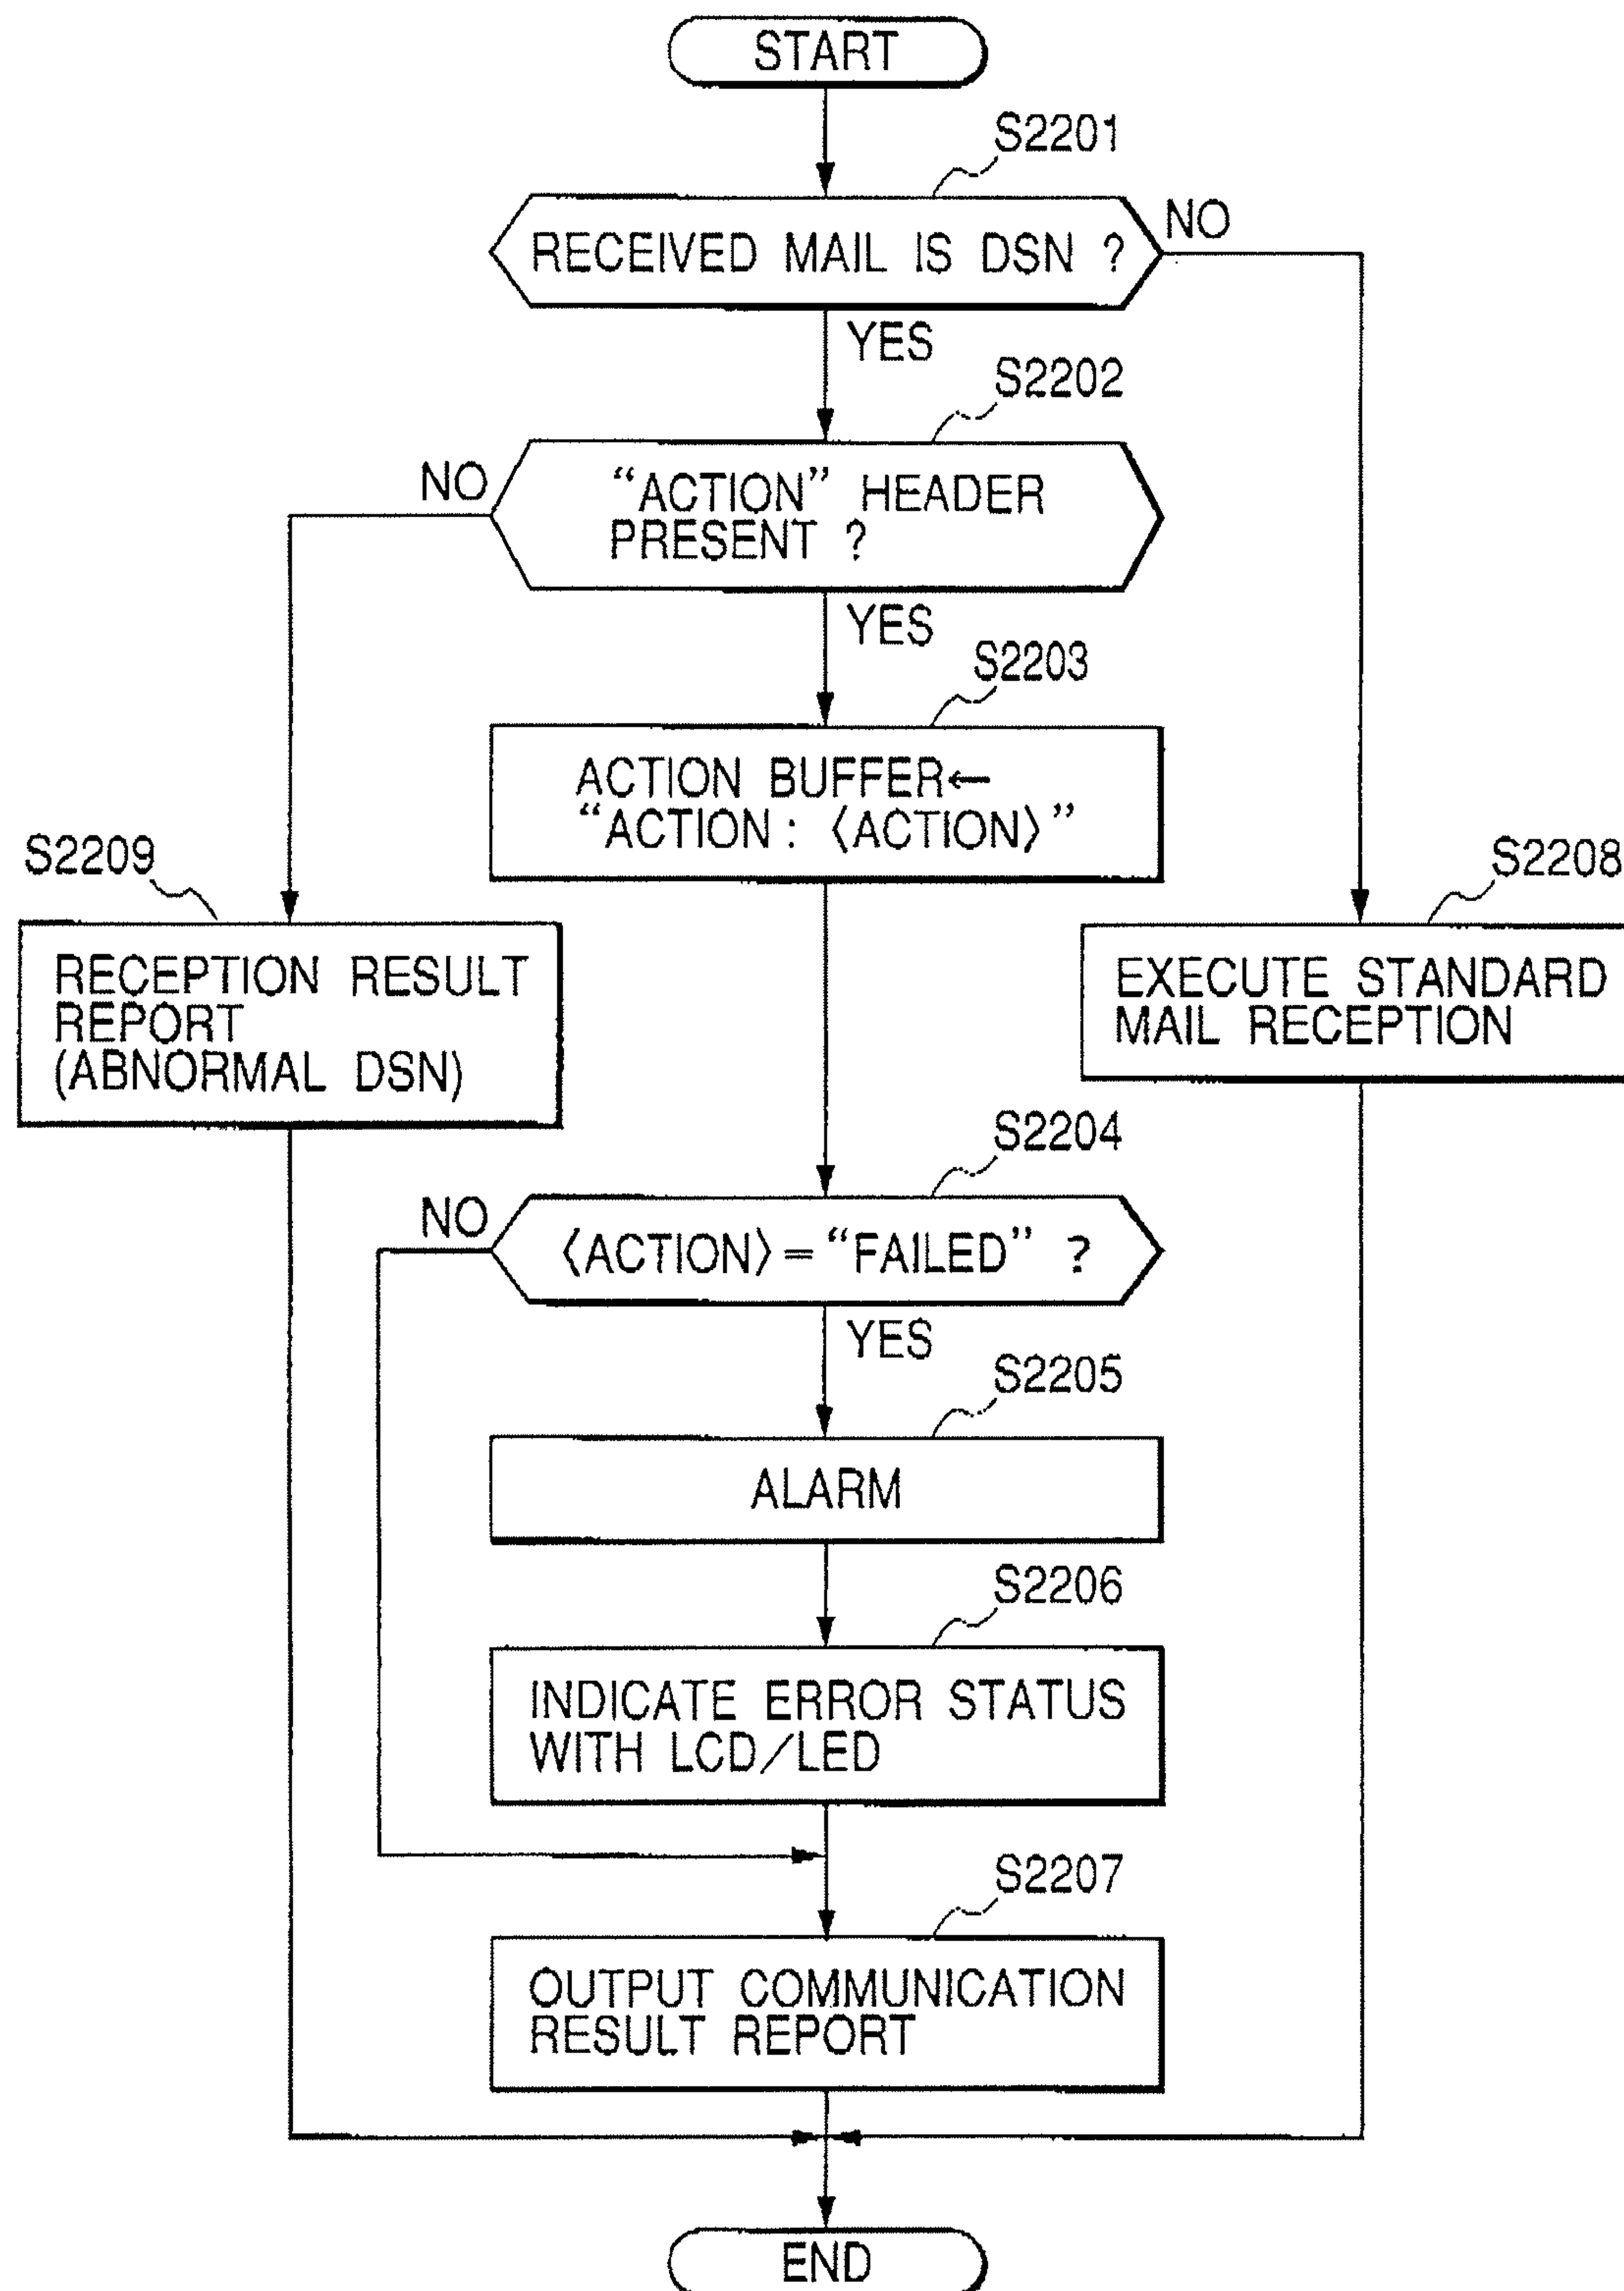 START
S2201
RECEIVED MAIL IS DSN ?
NO
YES
S2202
NO
“ACTION” HEADER
PRESENT ?
YES
S2203
ACTION BUFFER←
“ACTION : 〈ACTION〉”
S2209
S2208
RECEPTION RESULT
REPORT
(ABNORMAL DSN)
EXECUTE STANDARD
MAIL RECEPTION
S2204
NO
〈ACTION〉= “FAILED” ?
YES
S2205
ALARM
S2206
INDICATE ERROR STATUS
WITH LCD/LED
S2207
OUTPUT COMMUNICATION
RESULT REPORT
END